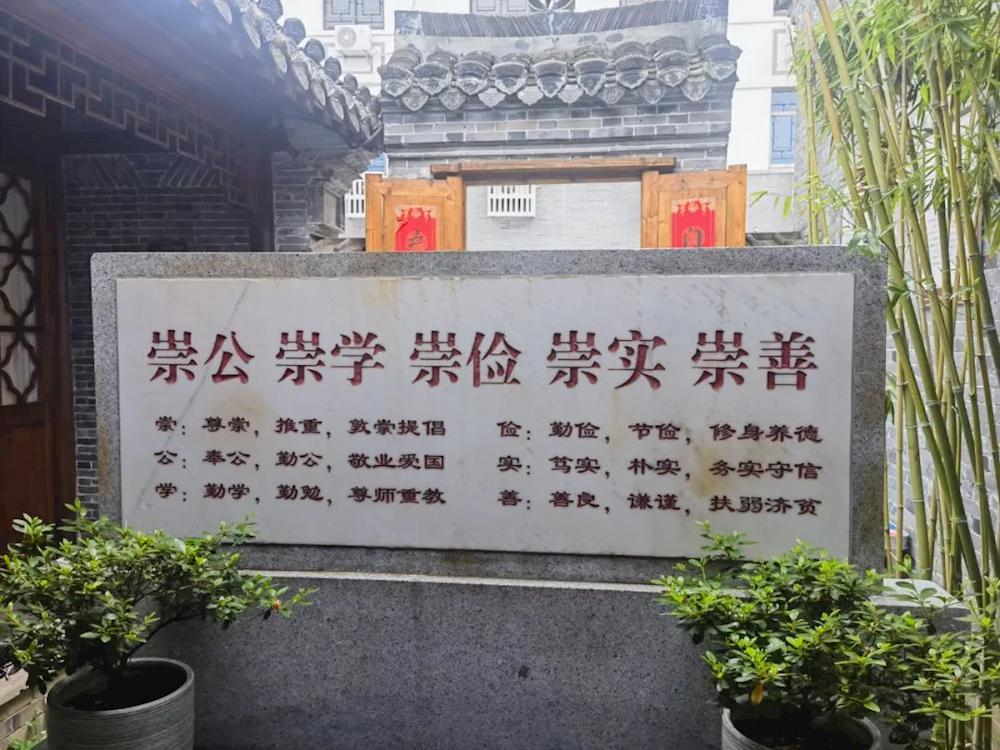 崇公 崇学 崇俭 崇实 崇善
崇：尊崇，推重，敦崇提倡
公：奉公，勤公，敬业爱国
学：勤学，勤勉，尊师重教
俭：勤俭，节俭，修身养德
实：笃实，朴实，务实守信
善：善良，谦谨，扶弱济贫